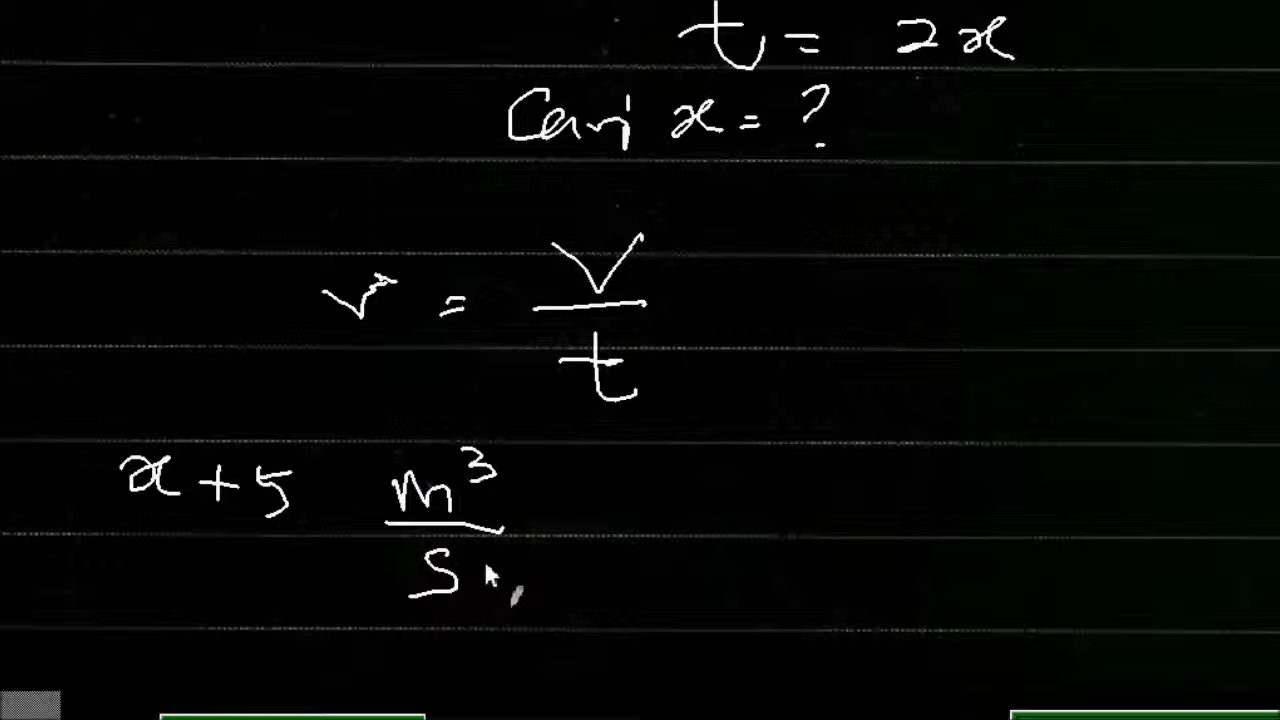 t = 2x
Cari x = ?
v = V / t
x + 5 m³ / s